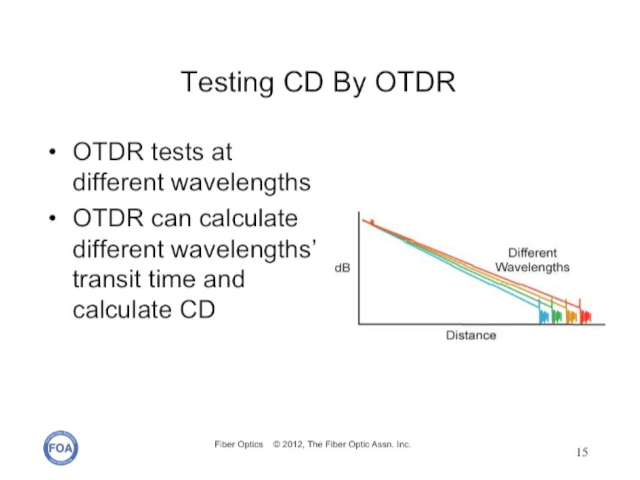 Testing CD By OTDR
• OTDR tests at
different wavelengths
• OTDR can calculate
different wavelengths’
transit time and
calculate CD
Different
Wavelengths
dB
Distance
FOA
Fiber Optics © 2012, The Fiber Optic Assn. Inc.
15